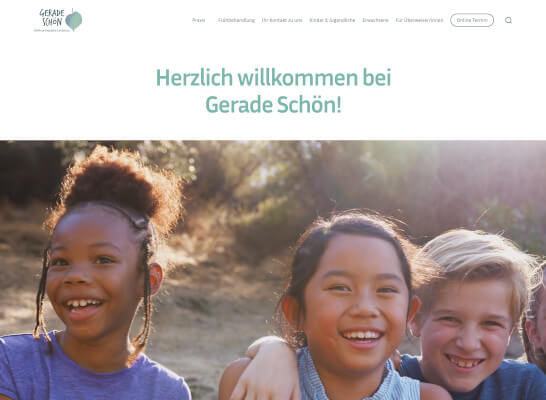 GERADE
SCHÖN
Praxis Frühbehandlung Ihr Kontakt zu uns Kinder & Jugendliche Erwachsene Für Überweiser/innen Online Termin
Herzlich willkommen bei
Gerade Schön!